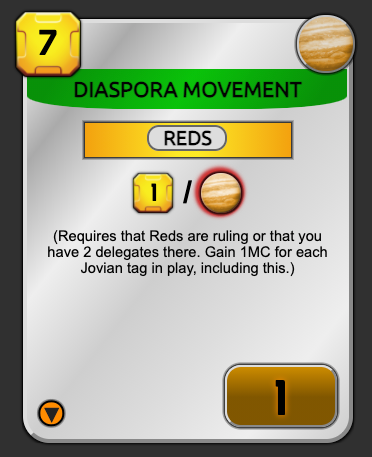 7
DIASPORA MOVEMENT
REDS
1 /
(Requires that Reds are ruling or that you
have 2 delegates there. Gain 1MC for each
Jovian tag in play, including this.)
1